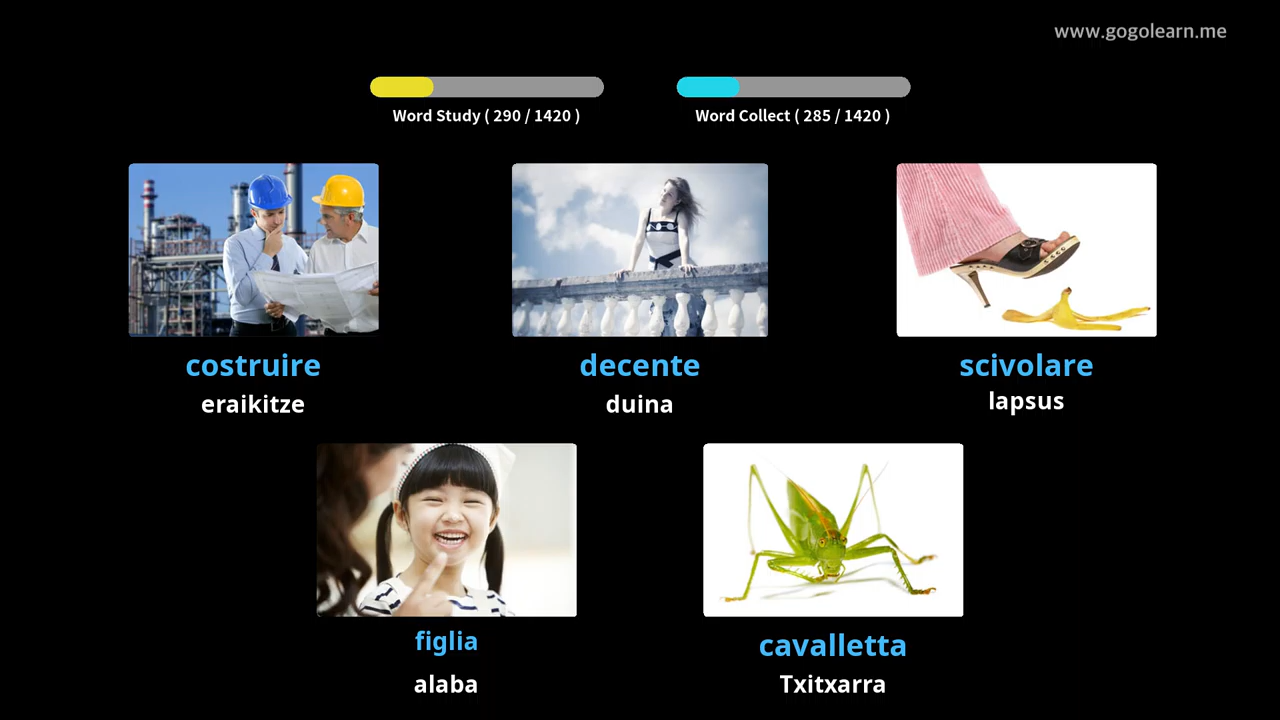 www.gogolearn.me
Word Study ( 290 / 1420 )
Word Collect ( 285 / 1420 )
costruire
eraikitze
decente
duina
scivolare
lapsus
figlia
alaba
cavalletta
Txitxarra